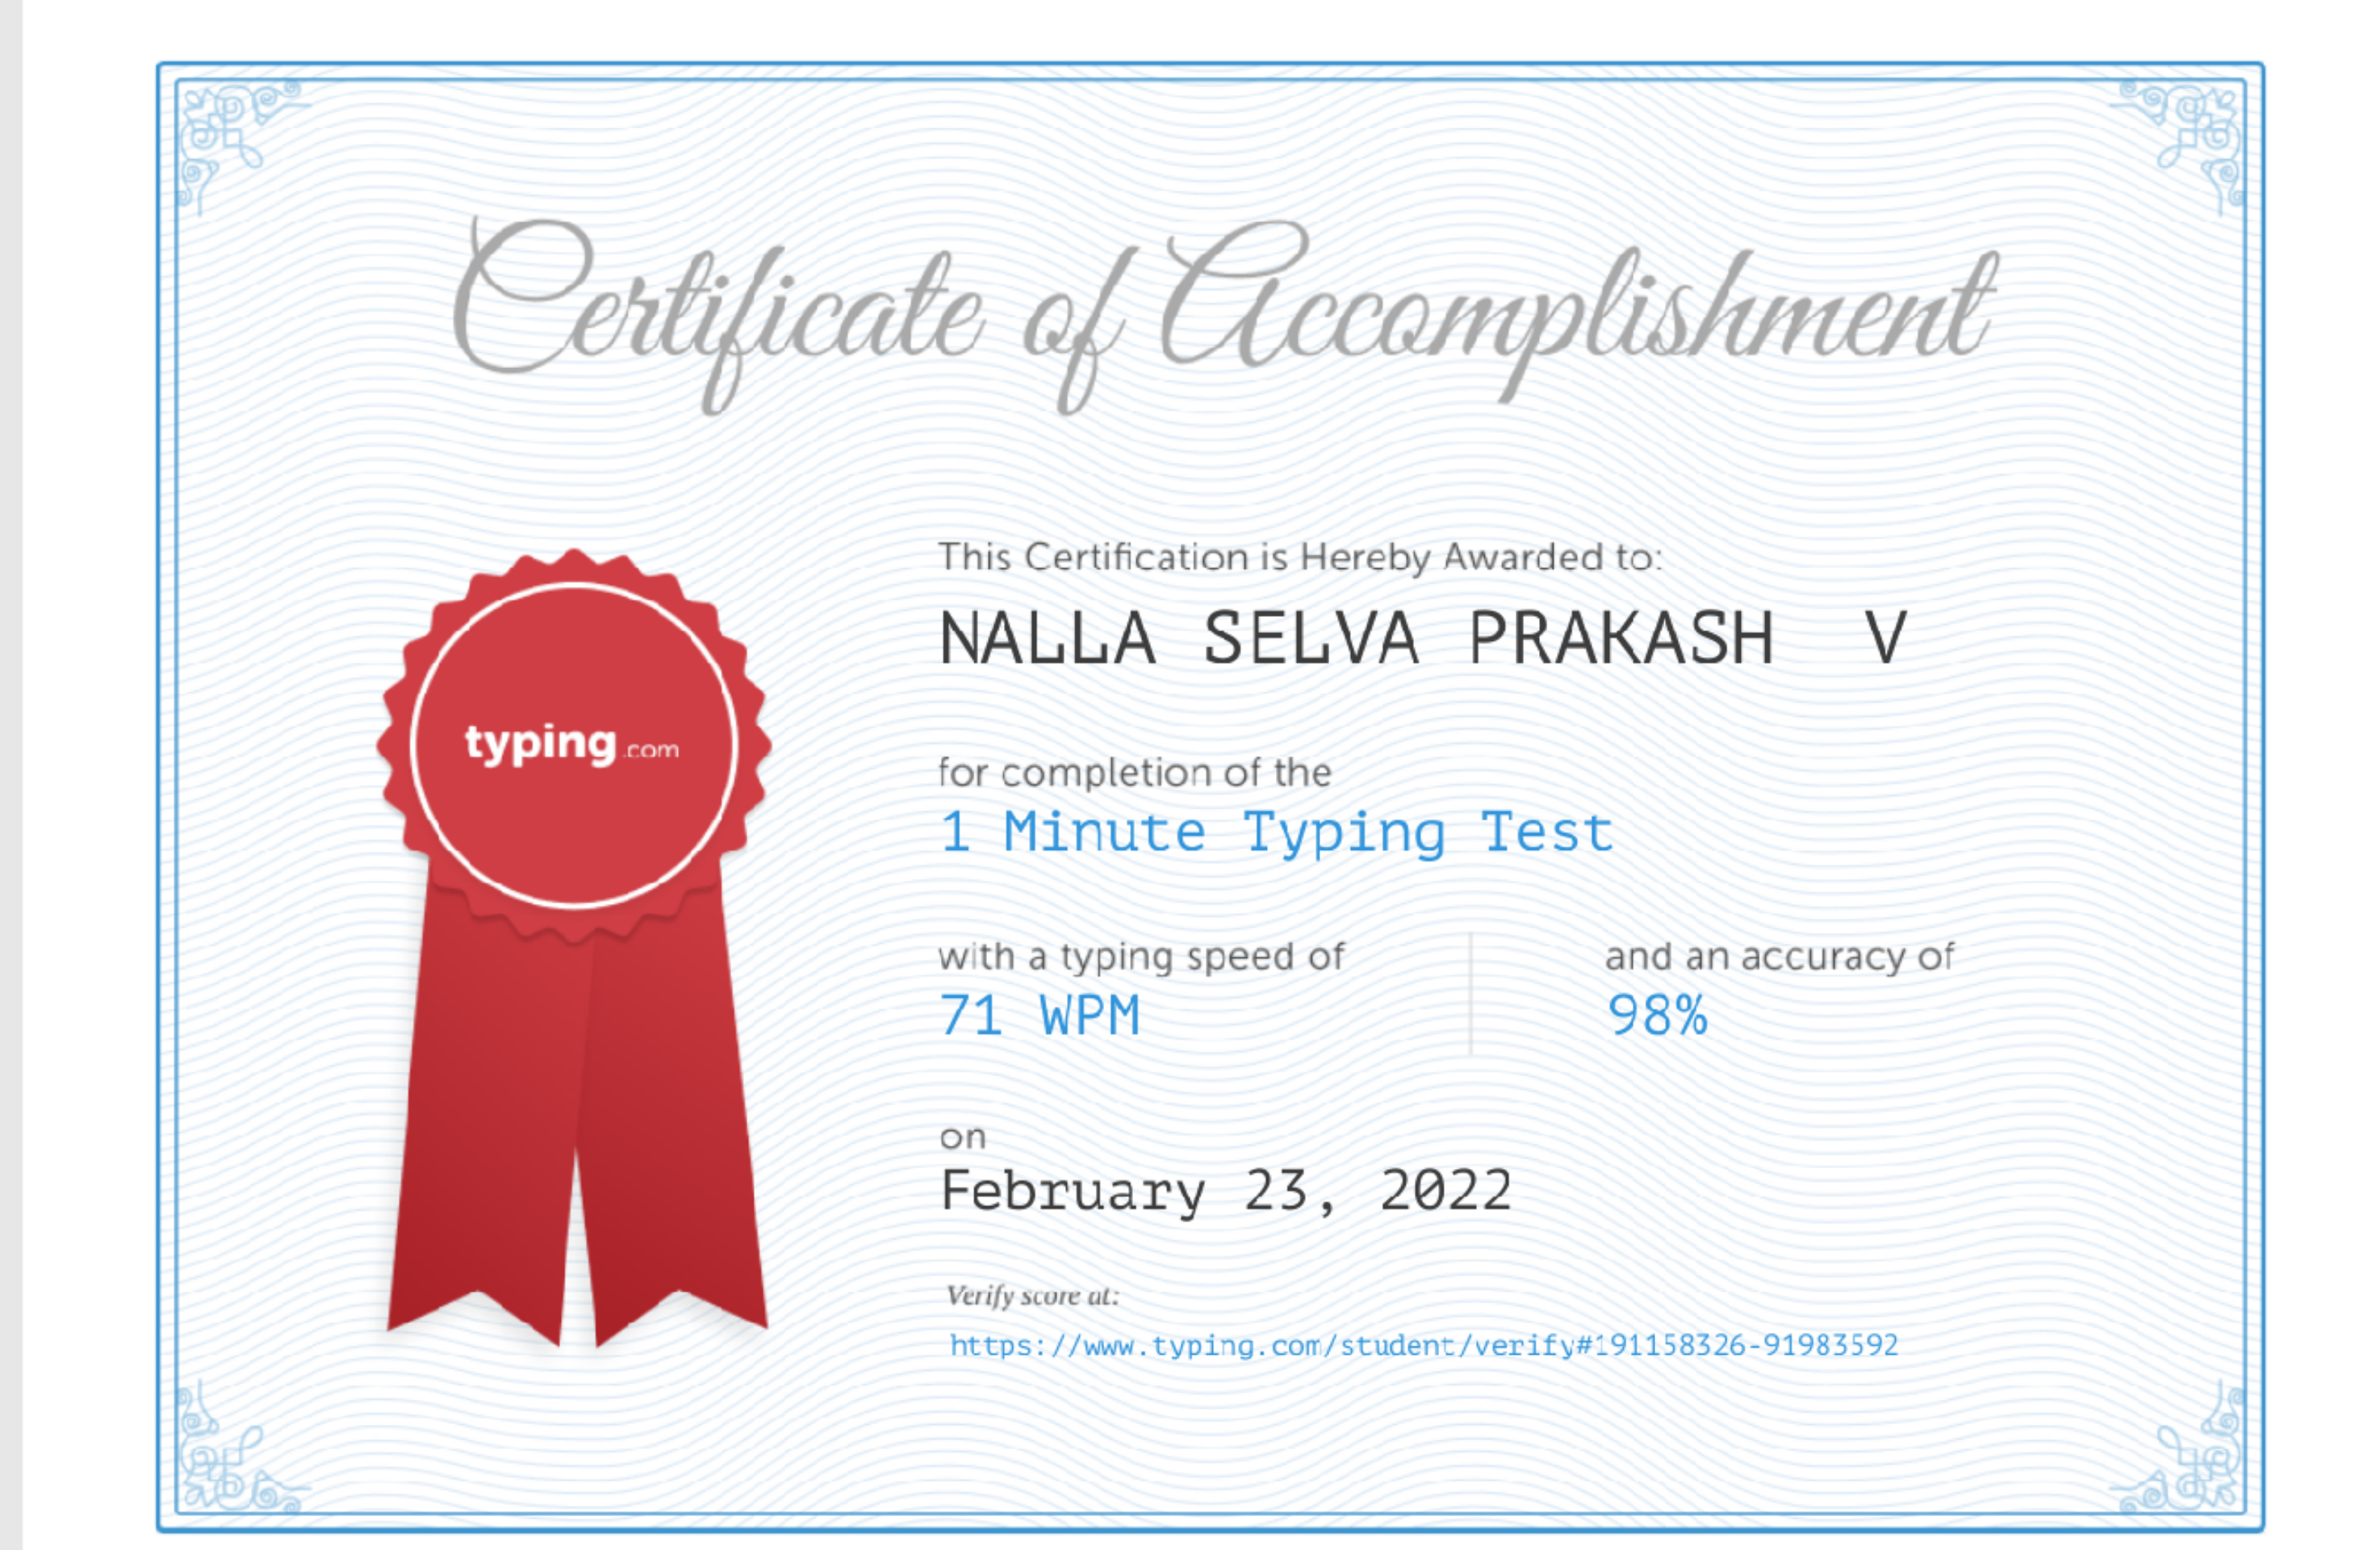 Certificate of Accomplishment
This Certification is Hereby Awarded to:
NALLA SELVA PRAKASH  V
typing.com
for completion of the
1 Minute Typing Test
with a typing speed of
and an accuracy of
71 WPM
98%
on
February 23, 2022
Verify score at:
https://www.typing.com/student/verify#191158326-91983592